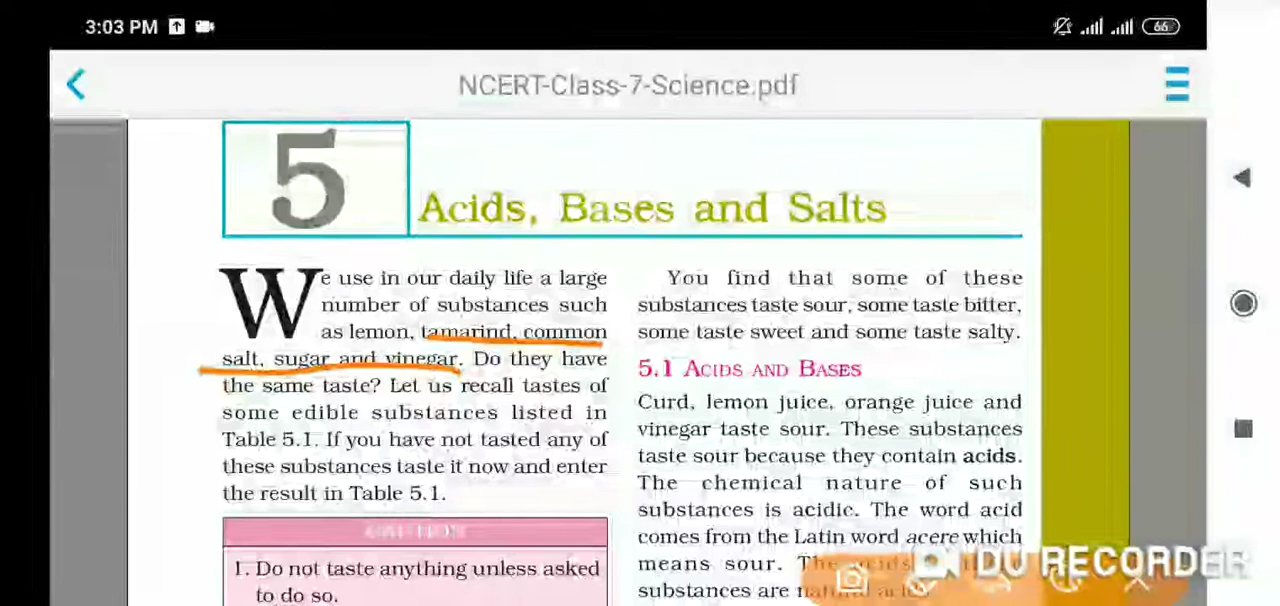 3:03 PM
66
NCERT-Class-7-Science.pdf
5
Acids, Bases and Salts
We use in our daily life a large
number of substances such
as lemon, tamarind, common
salt, sugar and vinegar. Do they have
the same taste? Let us recall tastes of
some edible substances listed in
Table 5.1. If you have not tasted any of
these substances taste it now and enter
the result in Table 5.1.
CAUTION
1. Do not taste anything unless asked
to do so.
You find that some of these
substances taste sour, some taste bitter,
some taste sweet and some taste salty.
5.1 ACIDS AND BASES
Curd, lemon juice, orange juice and
vinegar taste sour. These substances
taste sour because they contain acids.
The chemical nature of such
substances is acidic. The word acid
comes from the Latin word acere which
means sour. The acids
substances are natural acids.
DU RECORDER